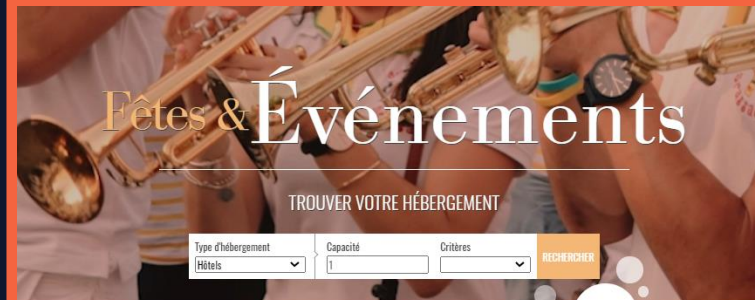 Fêtes & Événements
TROUVER VOTRE HÉBERGEMENT
Type d'hébergement Capacité Critères
Hôtels 1 RECHERCHER